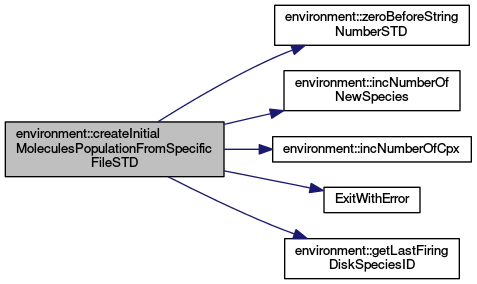 environment::createInitial
MoleculesPopulationFromSpecific
FileSTD
environment::zeroBeforeString
NumberSTD
environment::incNumberOf
NewSpecies
environment::incNumberOfCpx
ExitWithError
environment::getLastFiring
DiskSpeciesID